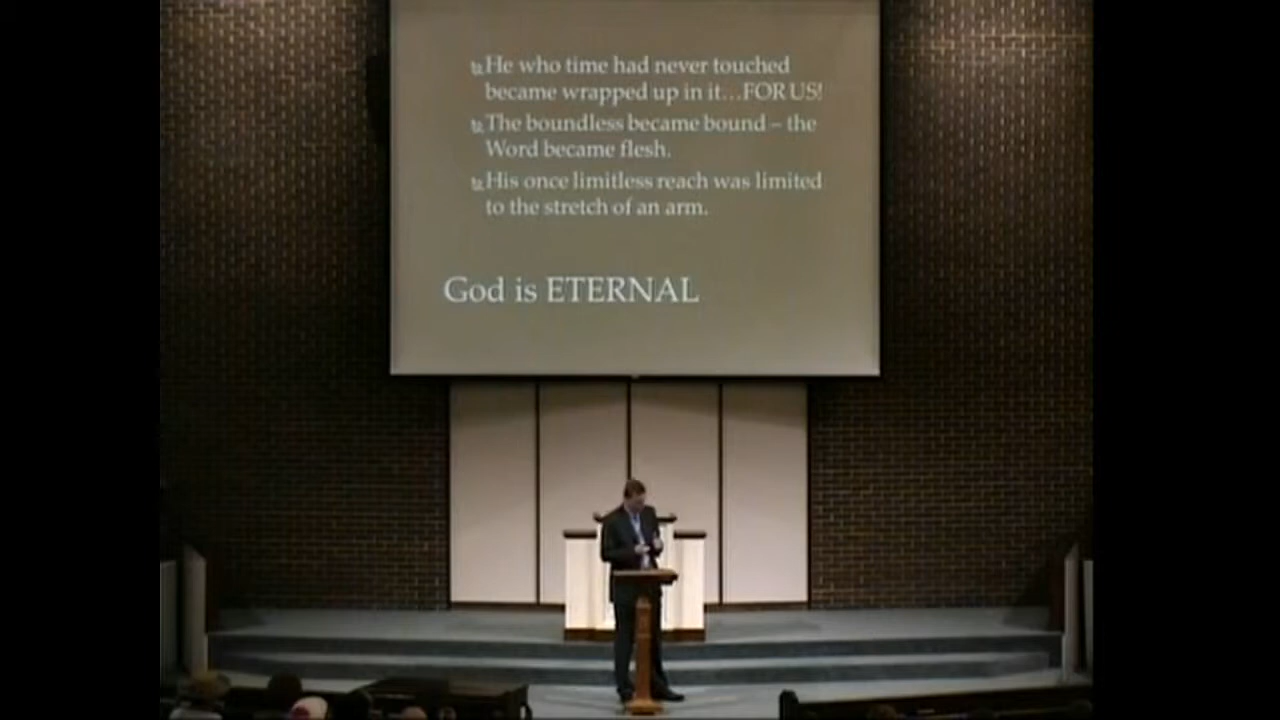 He who time had never touched
became wrapped up in it…FOR US!
The boundless became bound – the
Word became flesh.
His once limitless reach was limited
to the stretch of an arm.
God is ETERNAL